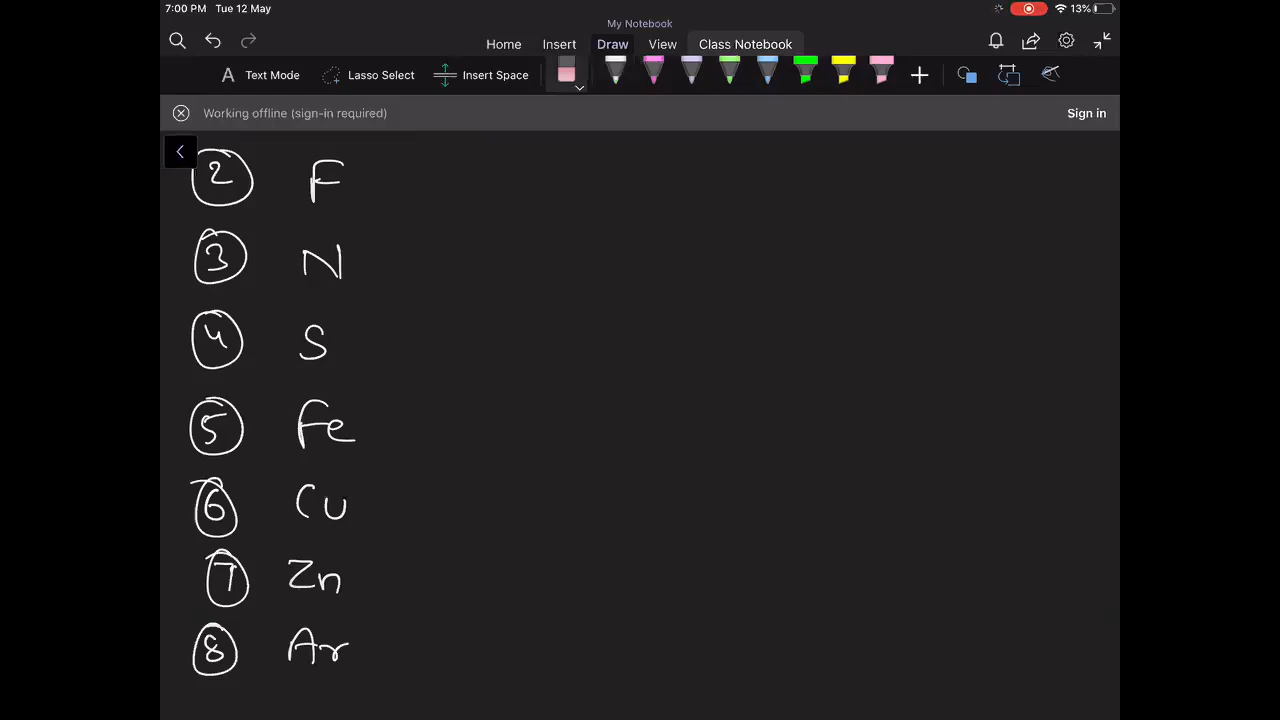 7:00 PM Tue 12 May 13%
My Notebook
Home Insert Draw View Class Notebook
A Text Mode Lasso Select Insert Space
Working offline (sign-in required) Sign in
2 F
3 N
4 S
5 Fe
6 Cu
7 Zn
8 Ar